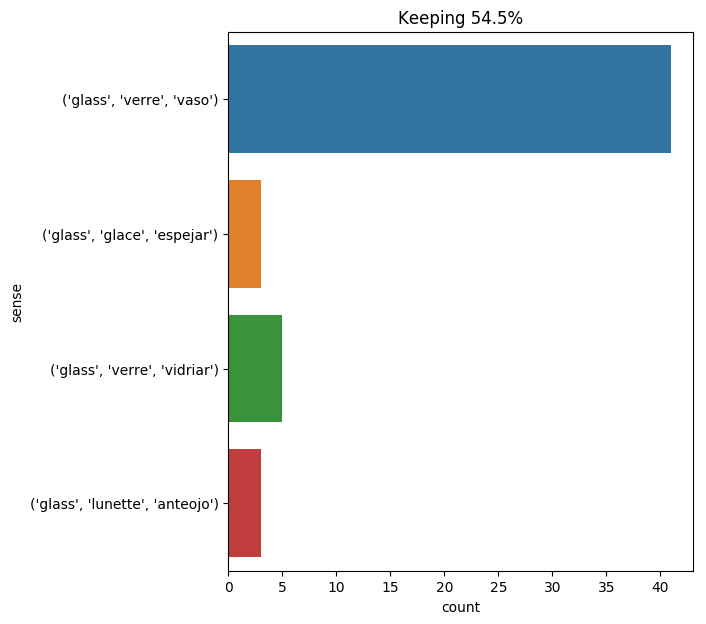 Keeping 54.5%
('glass', 'verre', 'vaso')
('glass', 'glace', 'espejar')
sense
('glass', 'verre', 'vidriar')
('glass', 'lunette', 'anteojo')
0 5 10 15 20 25 30 35 40
count